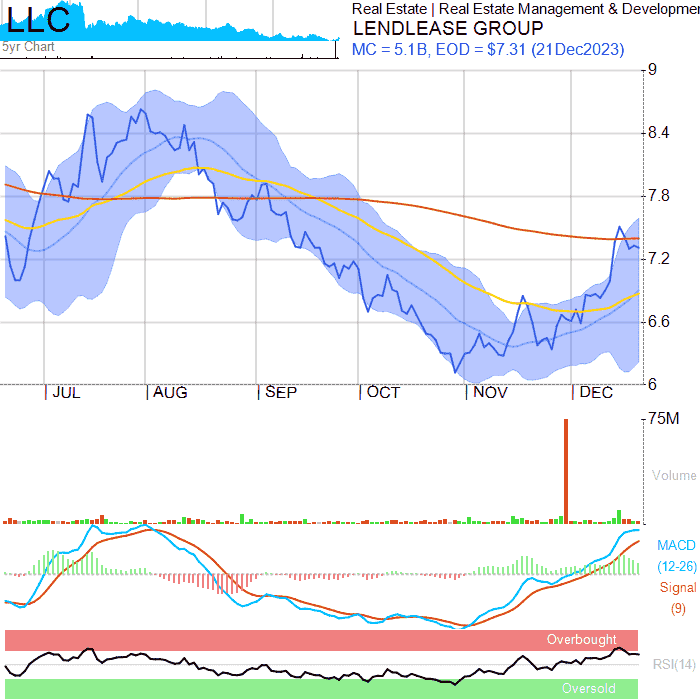 LLC
5yr Chart
Real Estate | Real Estate Management & Developmen
LENDLEASE GROUP
MC = 5.1B, EOD = $7.31 (21Dec2023)
9
8.4
7.8
7.2
6.6
6
JUL AUG SEP OCT NOV DEC
75M
Volume
MACD
(12-26)
Signal
(9)
Overbought
RSI(14)
Oversold